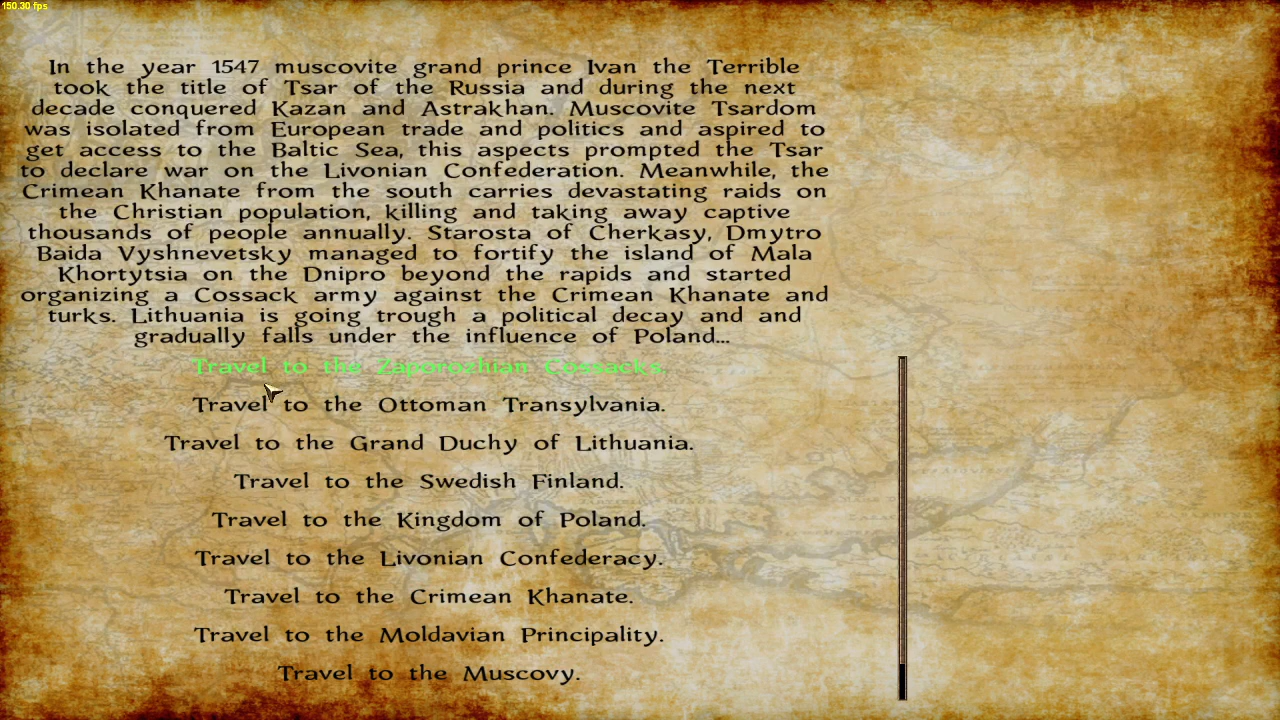 150.30 fps
In the year 1547 muscovite grand prince Ivan the Terrible
took the title of Tsar of the Russia and during the next
decade conquered Kazan and Astrakhan. Muscovite Tsardom
was isolated from European trade and politics and aspired to
get access to the Baltic Sea, this aspects prompted the Tsar
to declare war on the Livonian Confederation. Meanwhile, the
Crimean Khanate from the south carries devastating raids on
the Christian population, killing and taking away captive
thousands of people annually. Starosta of Cherkasy, Dmytro
Baida Vyshnevetsky managed to fortify the island of Mala
Khortytsia on the Dnipro beyond the rapids and started
organizing a Cossack army against the Crimean Khanate and
turks. Lithuania is going trough a political decay and and
gradually falls under the influence of Poland...
Travel to the Zaporozhian Cossacks.
Travel to the Ottoman Transylvania.
Travel to the Grand Duchy of Lithuania.
Travel to the Swedish Finland.
Travel to the Kingdom of Poland.
Travel to the Livonian Confederacy.
Travel to the Crimean Khanate.
Travel to the Moldavian Principality.
Travel to the Muscovy.